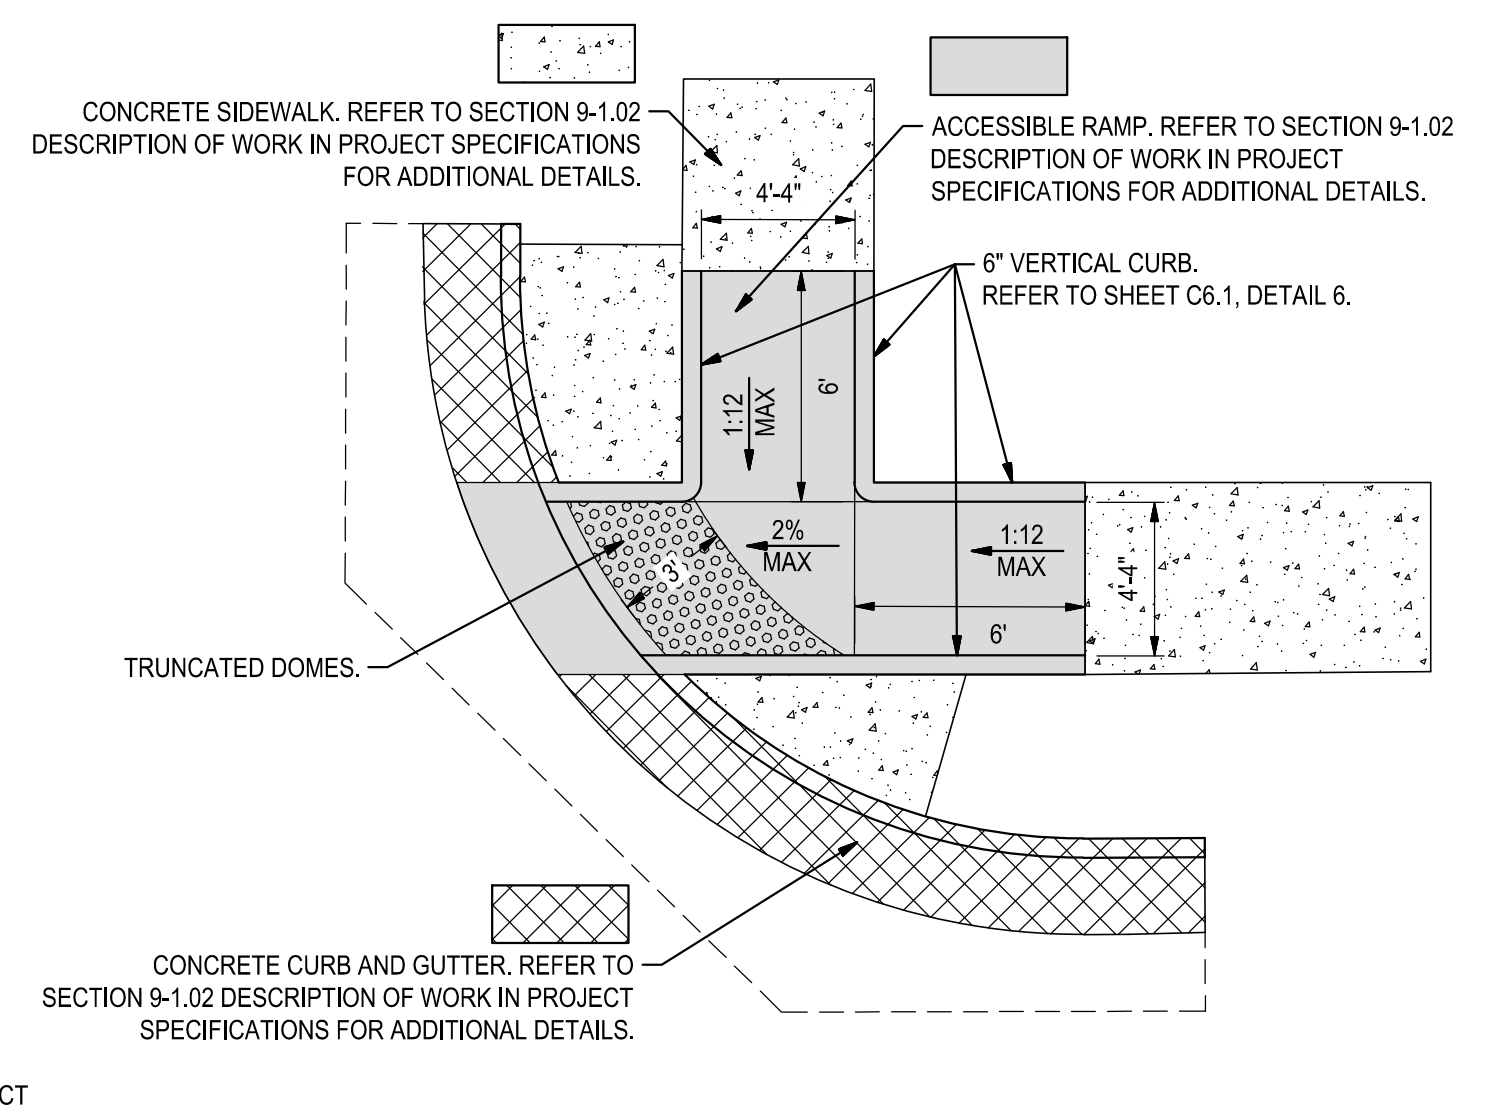 CONCRETE SIDEWALK. REFER TO SECTION 9-1.02
DESCRIPTION OF WORK IN PROJECT SPECIFICATIONS
FOR ADDITIONAL DETAILS.
ACCESSIBLE RAMP. REFER TO SECTION 9-1.02
DESCRIPTION OF WORK IN PROJECT
SPECIFICATIONS FOR ADDITIONAL DETAILS.
4'-4"
6" VERTICAL CURB.
REFER TO SHEET C6.1, DETAIL 6.
6'
1:12
MAX
2%
MAX
1:12
MAX
3'
4'-4"
6'
TRUNCATED DOMES.
CONCRETE CURB AND GUTTER. REFER TO
SECTION 9-1.02 DESCRIPTION OF WORK IN PROJECT
SPECIFICATIONS FOR ADDITIONAL DETAILS.
CT